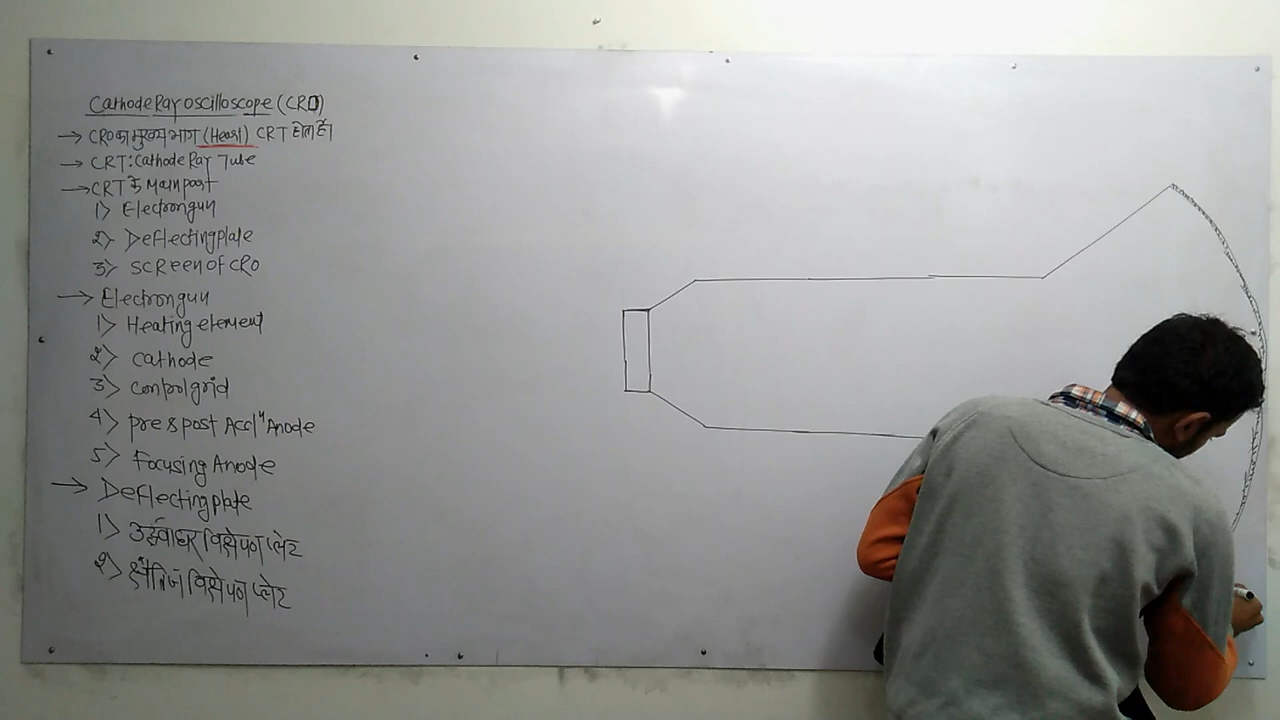 Cathode Ray oscilloscope (CRO)
→ CRO का मुख्य भाग (Heart) CRT होता है।
→ CRT: Cathode Ray Tube
→ CRT के Main part
1) Electron gun
2) Deflecting plate
3) SCReen of CRO
→ Electron gun
1) Heating element
2) Cathode
3) Control grid
4) pre & post Accⁿ Anode
5) Focusing Anode
→ Deflecting plate
1) उर्ध्वाधर विक्षेपण प्लेट
2) क्षैतिज विक्षेपण प्लेट